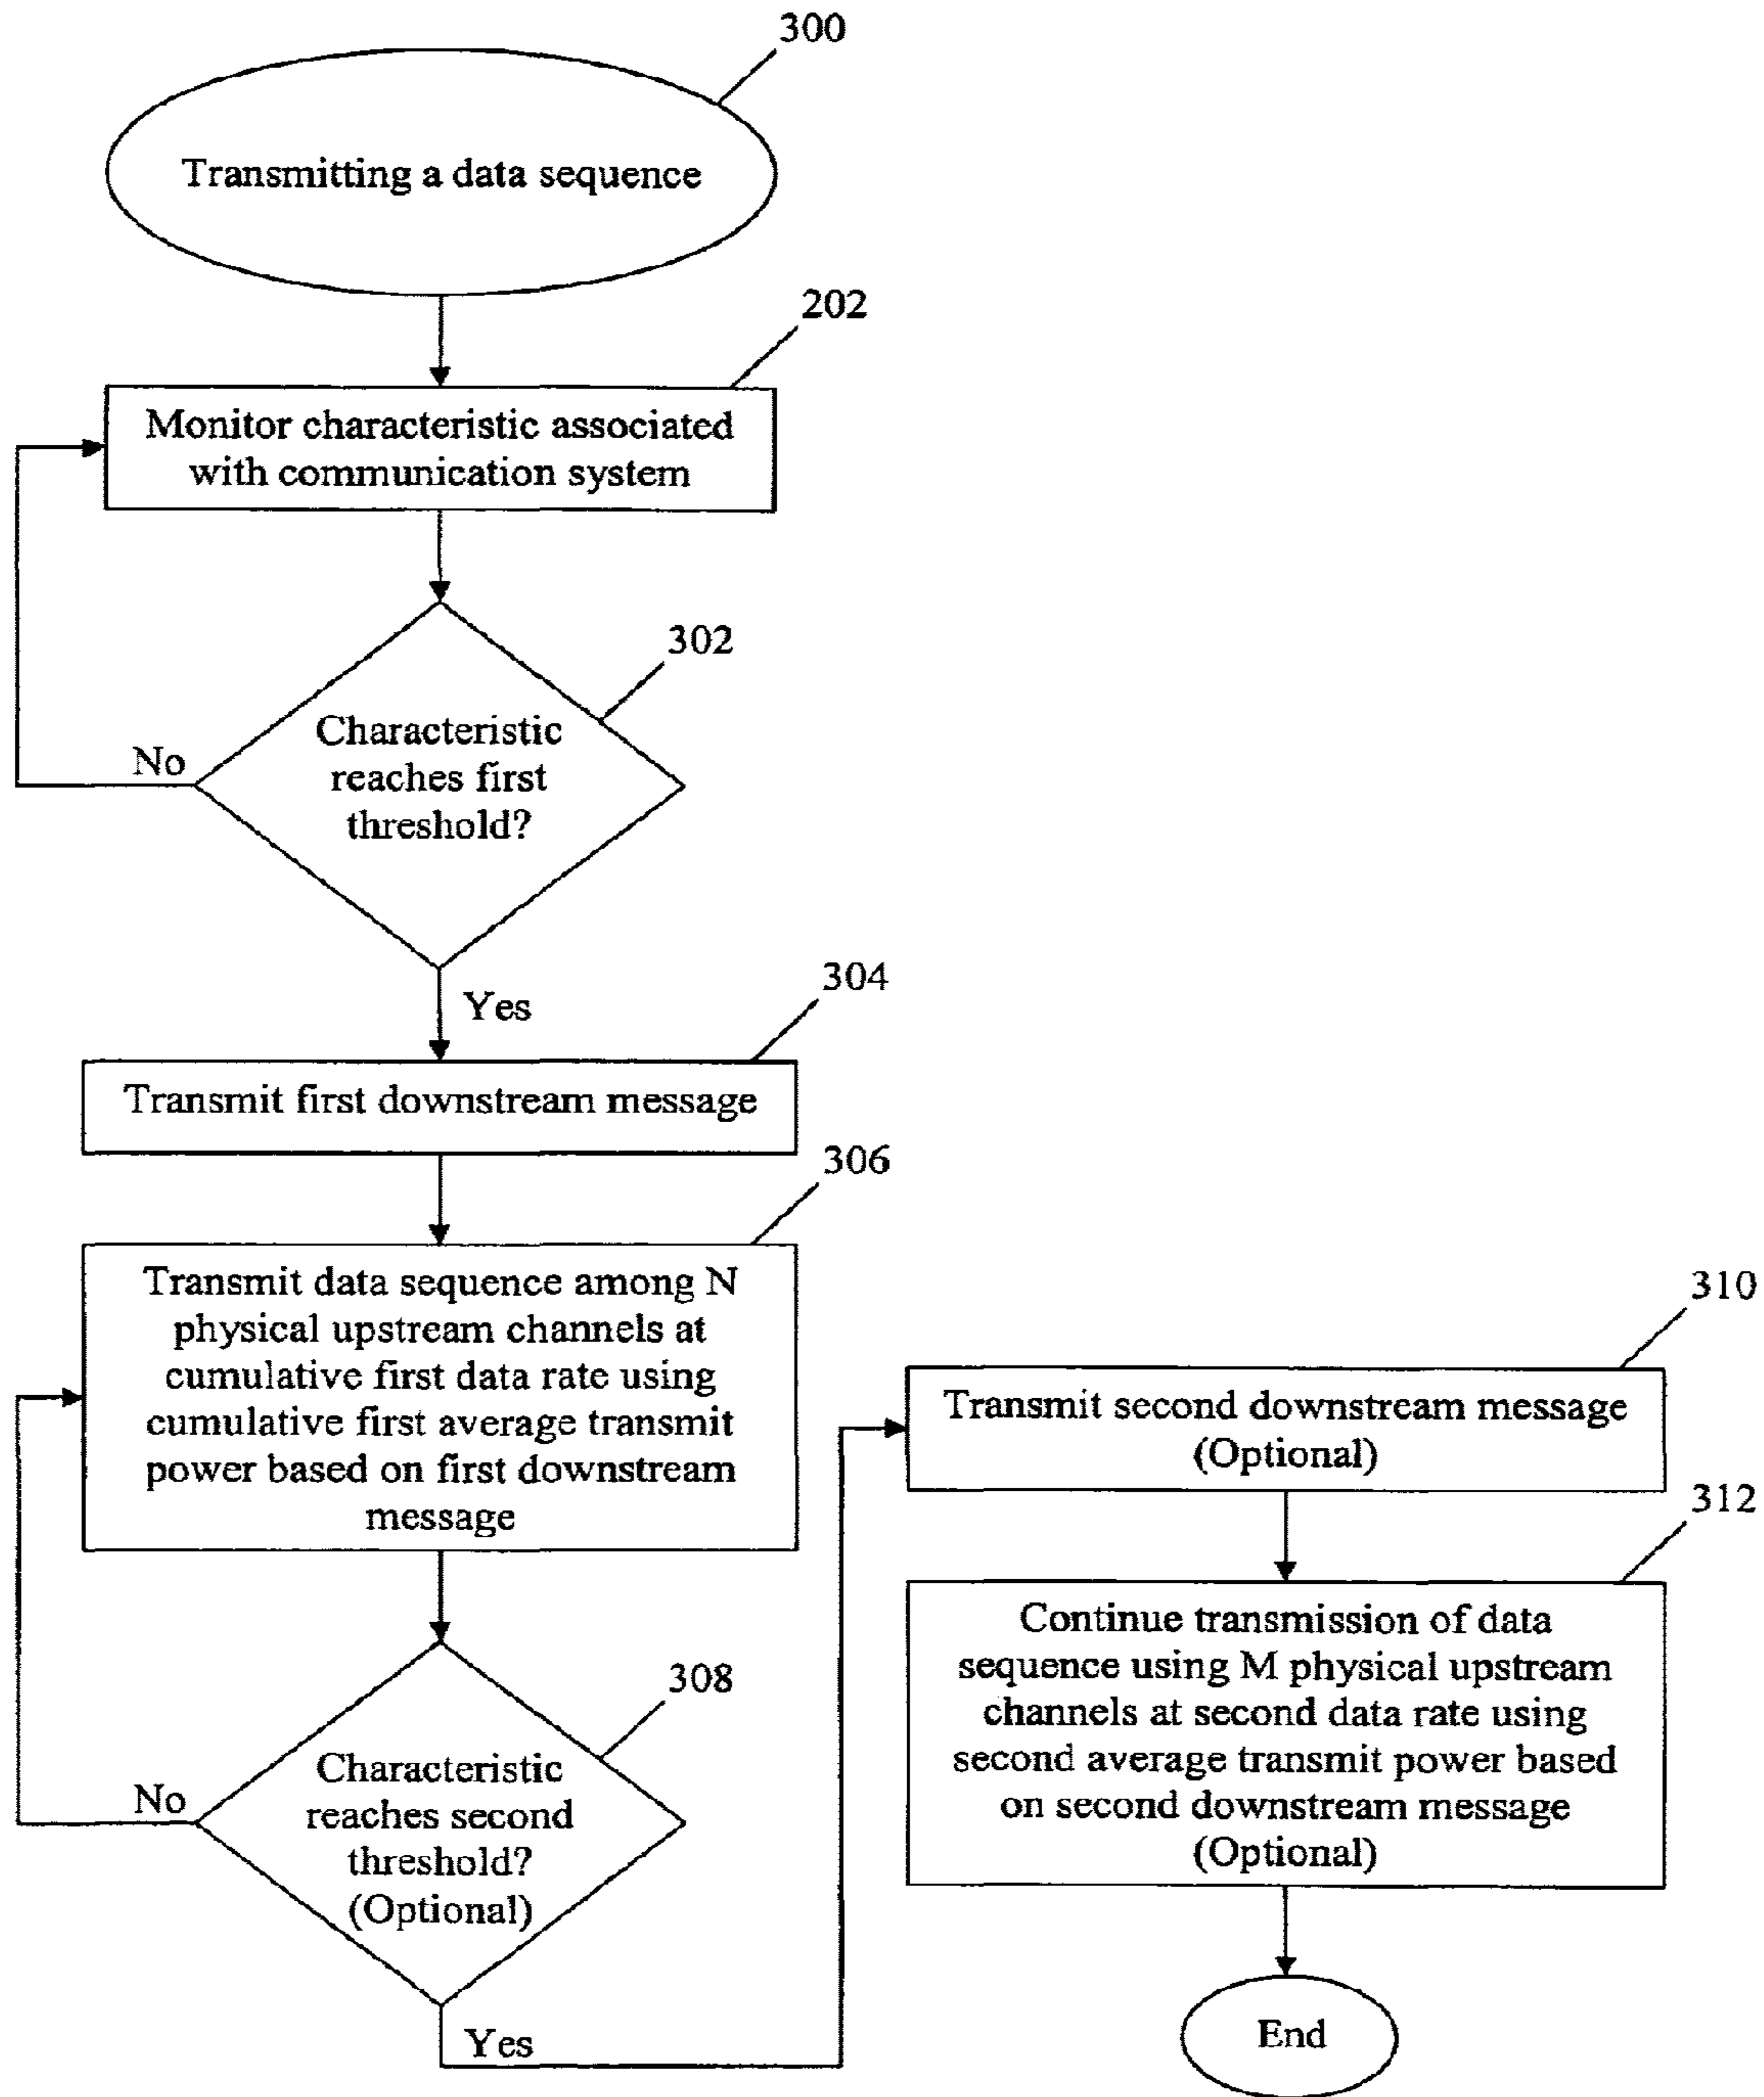 300
Transmitting a data sequence
202
Monitor characteristic associated
with communication system
302
Characteristic
reaches first
threshold?
No
Yes
304
Transmit first downstream message
306
Transmit data sequence among N
physical upstream channels at
cumulative first data rate using
cumulative first average transmit
power based on first downstream
message
308
Characteristic
reaches second
threshold?
(Optional)
No
Yes
310
Transmit second downstream message
(Optional)
312
Continue transmission of data
sequence using M physical upstream
channels at second data rate using
second average transmit power based
on second downstream message
(Optional)
End